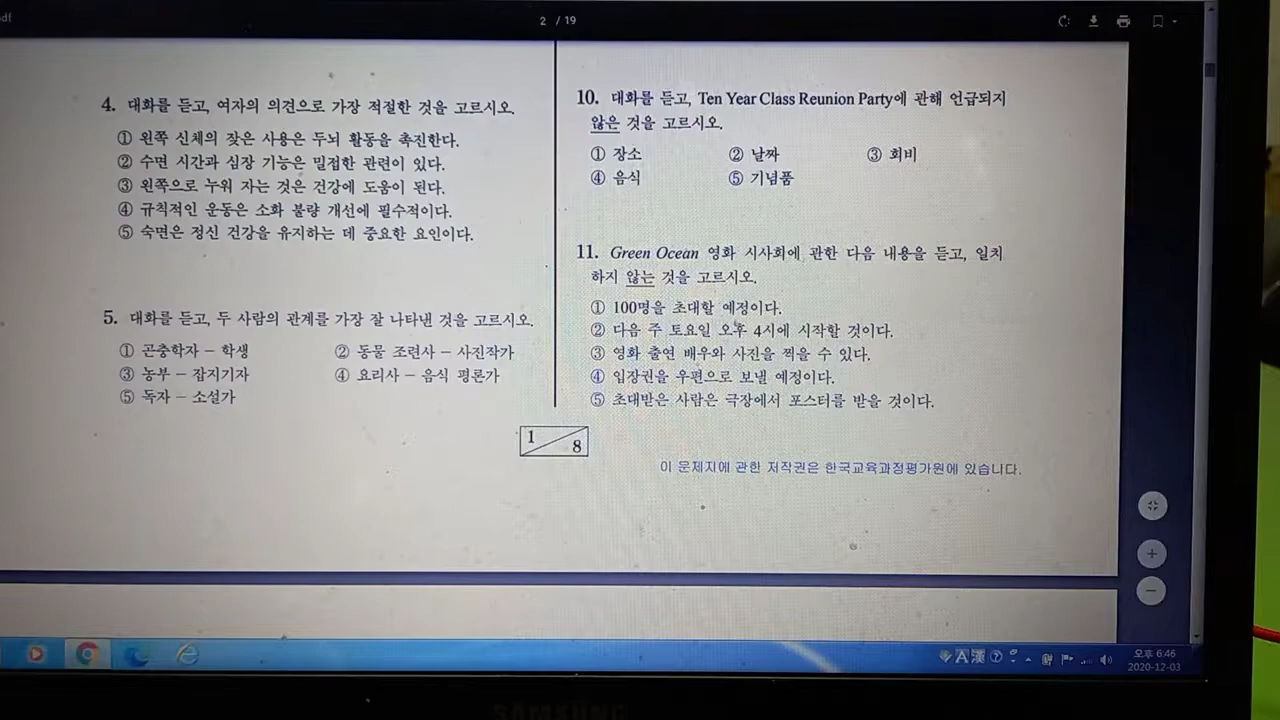 df
2 / 19
4. 대화를 듣고, 여자의 의견으로 가장 적절한 것을 고르시오.
① 왼쪽 신체의 잦은 사용은 두뇌 활동을 촉진한다.
② 수면 시간과 심장 기능은 밀접한 관련이 있다.
③ 왼쪽으로 누워 자는 것은 건강에 도움이 된다.
④ 규칙적인 운동은 소화 불량 개선에 필수적이다.
⑤ 숙면은 정신 건강을 유지하는 데 중요한 요인이다.
5. 대화를 듣고, 두 사람의 관계를 가장 잘 나타낸 것을 고르시오.
① 곤충학자 – 학생 ② 동물 조련사 – 사진작가
③ 농부 – 잡지기자 ④ 요리사 – 음식 평론가
⑤ 독자 – 소설가
10. 대화를 듣고, Ten Year Class Reunion Party에 관해 언급되지
않은 것을 고르시오.
① 장소 ② 날짜 ③ 회비
④ 음식 ⑤ 기념품
11. Green Ocean 영화 시사회에 관한 다음 내용을 듣고, 일치
하지 않는 것을 고르시오.
① 100명을 초대할 예정이다.
② 다음 주 토요일 오후 4시에 시작할 것이다.
③ 영화 출연 배우와 사진을 찍을 수 있다.
④ 입장권을 우편으로 보낼 예정이다.
⑤ 초대받은 사람은 극장에서 포스터를 받을 것이다.
1 8
이 문제지에 관한 저작권은 한국교육과정평가원에 있습니다.
A 漢 오후 6:46
2020-12-03
SAMSUNG